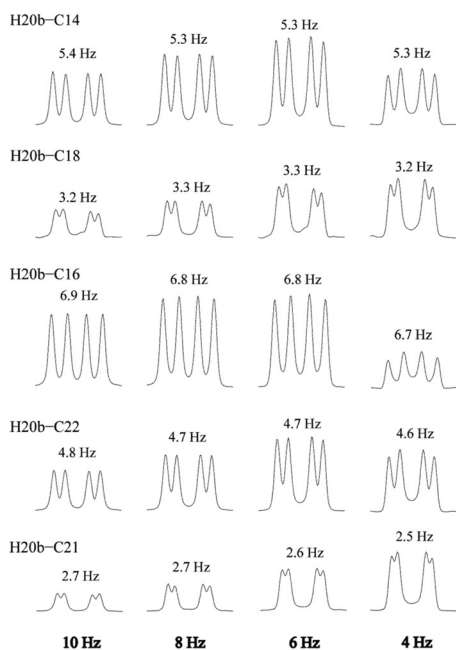 H20b–C14
5.4 Hz 5.3 Hz 5.3 Hz 5.3 Hz
H20b–C18
3.2 Hz 3.3 Hz 3.3 Hz 3.2 Hz
H20b–C16
6.9 Hz 6.8 Hz 6.8 Hz 6.7 Hz
H20b–C22
4.8 Hz 4.7 Hz 4.7 Hz 4.6 Hz
H20b–C21
2.7 Hz 2.7 Hz 2.6 Hz 2.5 Hz
10 Hz 8 Hz 6 Hz 4 Hz